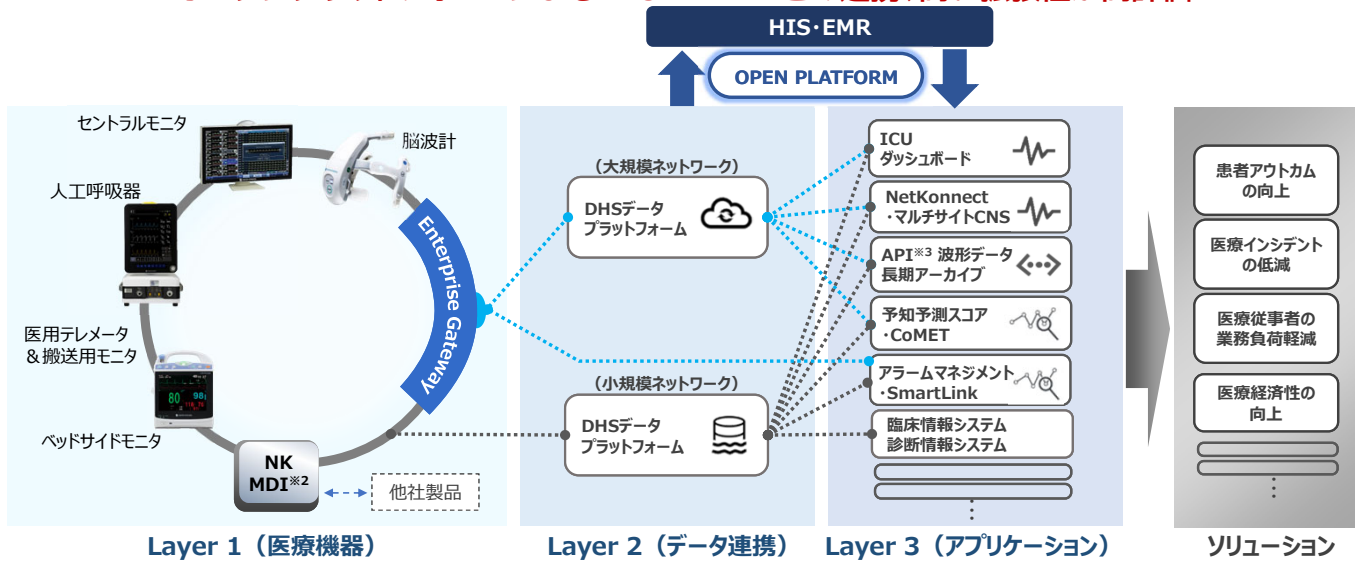 HIS・EMR
OPEN PLATFORM
セントラルモニタ
脳波計
人工呼吸器
医用テレメータ
＆搬送用モニタ
ベッドサイドモニタ
Enterprise Gateway
NK
MDI※2
他社製品
（大規模ネットワーク）
DHSデータ
プラットフォーム
（小規模ネットワーク）
DHSデータ
プラットフォーム
ICU
ダッシュボード
NetKonnect
・マルチサイトCNS
API※3 波形データ
長期アーカイブ
予知予測スコア
・CoMET
アラームマネジメント
・SmartLink
臨床情報システム
診断情報システム
患者アウトカム
の向上
医療インシデント
の低減
医療従事者の
業務負荷軽減
医療経済性の
向上
Layer 1（医療機器）
Layer 2（データ連携）
Layer 3（アプリケーション）
ソリューション